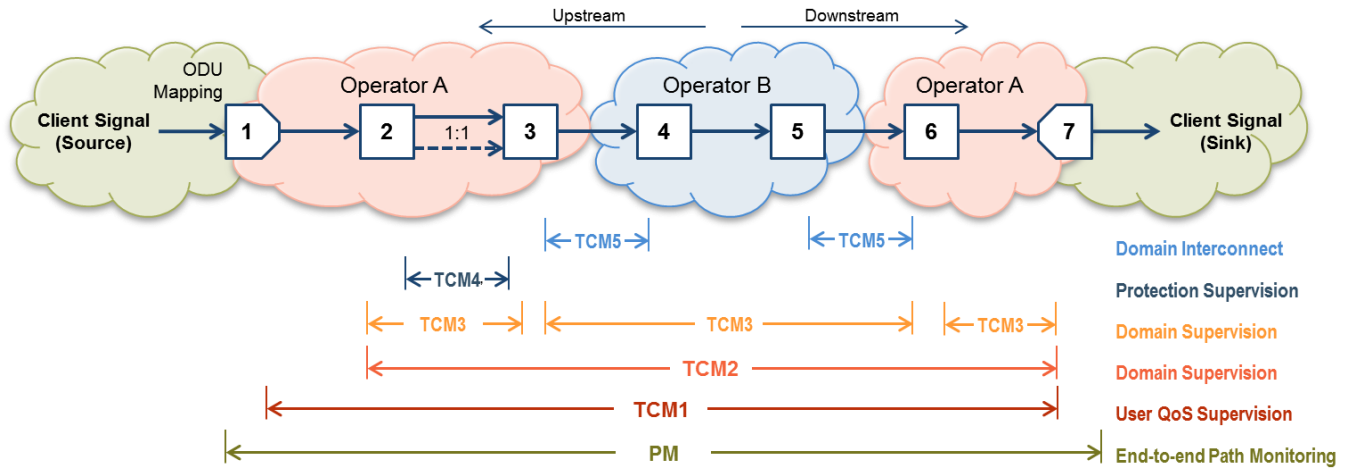 Upstream
Downstream
ODU
Mapping
Operator A
Operator B
Operator A
Client Signal
(Source)
1
2
1:1
3
4
5
6
7
Client Signal
(Sink)
TCM5
TCM5
Domain Interconnect
TCM4
Protection Supervision
TCM3
TCM3
TCM3
Domain Supervision
TCM2
Domain Supervision
TCM1
User QoS Supervision
PM
End-to-end Path Monitoring